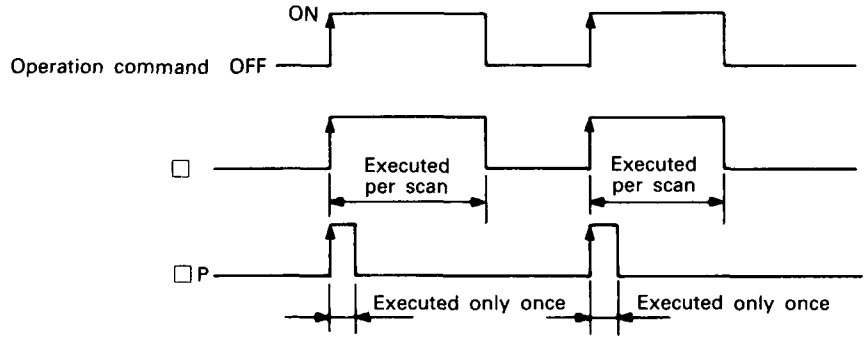 ON
Operation command OFF
□
Executed per scan
Executed per scan
□P
Executed only once
Executed only once